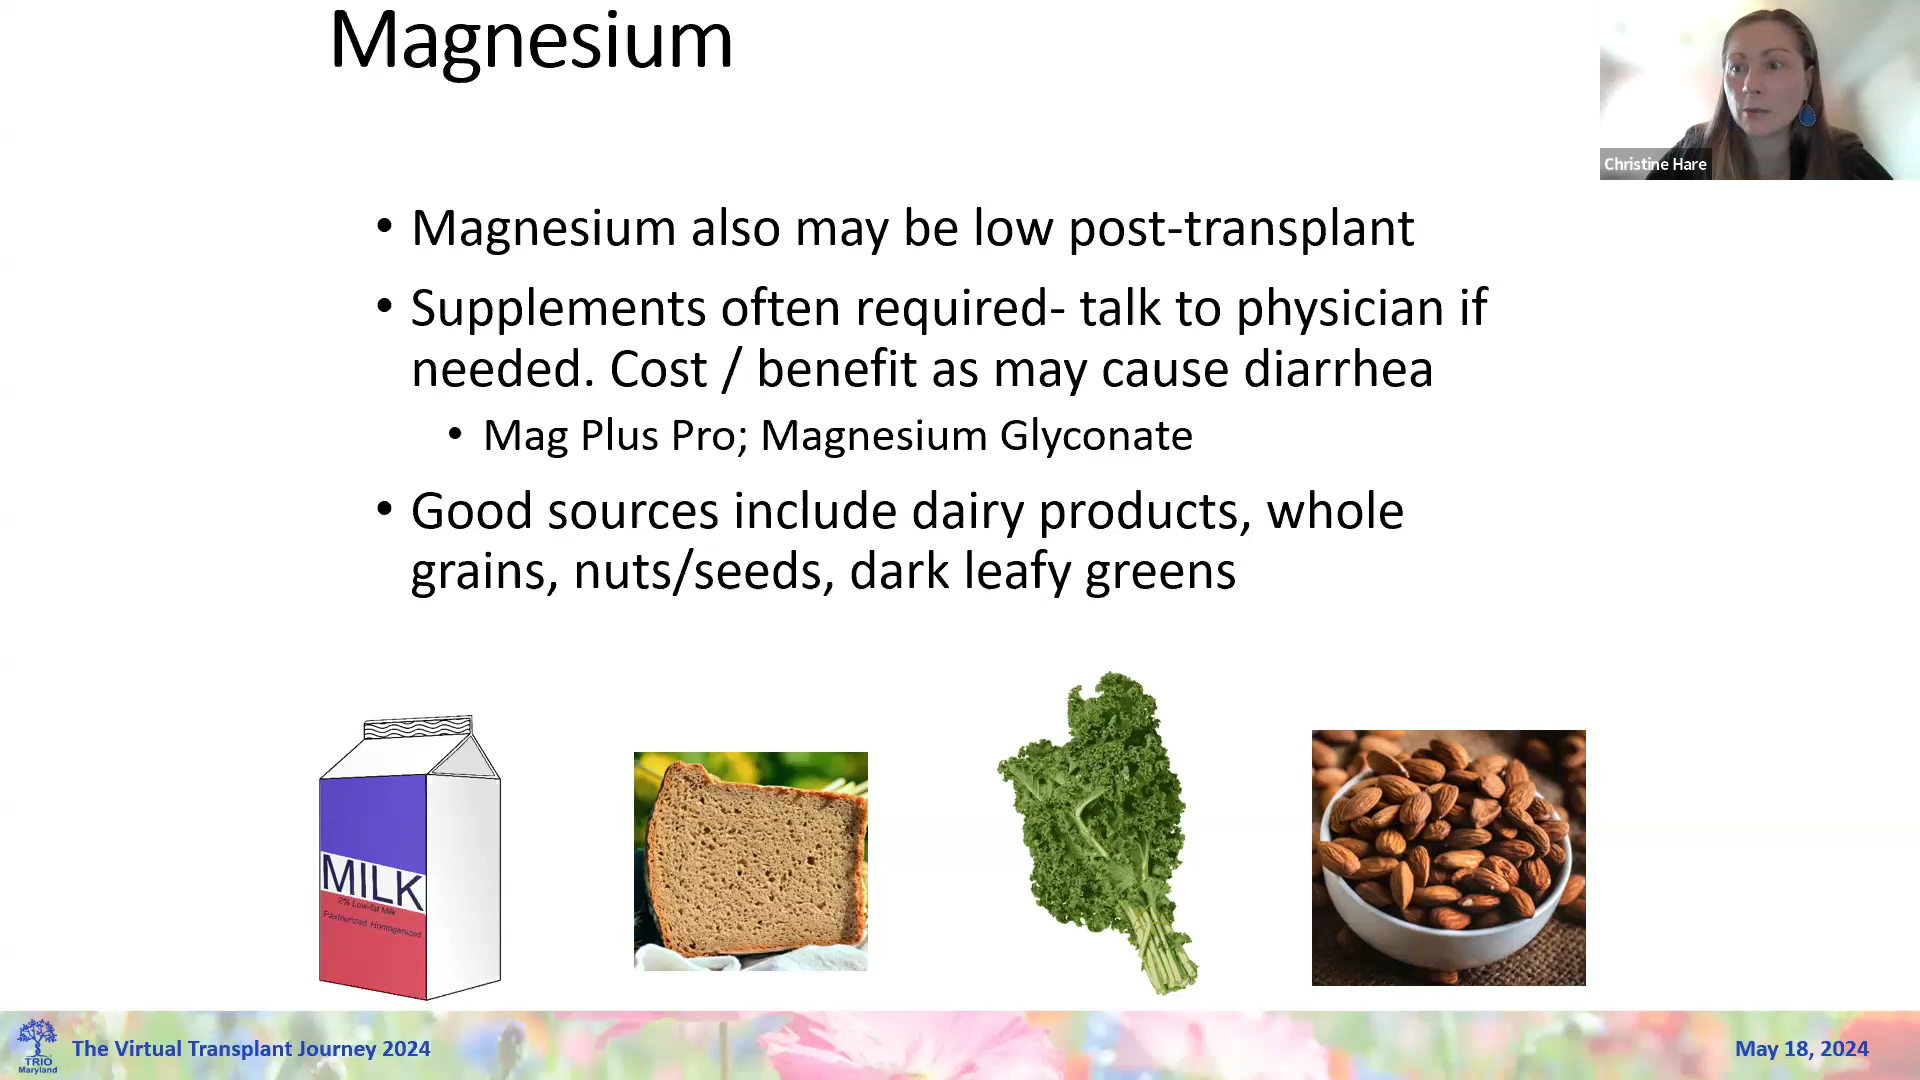 Magnesium
Christine Hare
• Magnesium also may be low post-transplant
• Supplements often required- talk to physician if
needed. Cost / benefit as may cause diarrhea
• Mag Plus Pro; Magnesium Glyconate
• Good sources include dairy products, whole
grains, nuts/seeds, dark leafy greens
MILK
2% Low-fat Milk
Pasteurized Homogenized
TRIO
Maryland
The Virtual Transplant Journey 2024
May 18, 2024